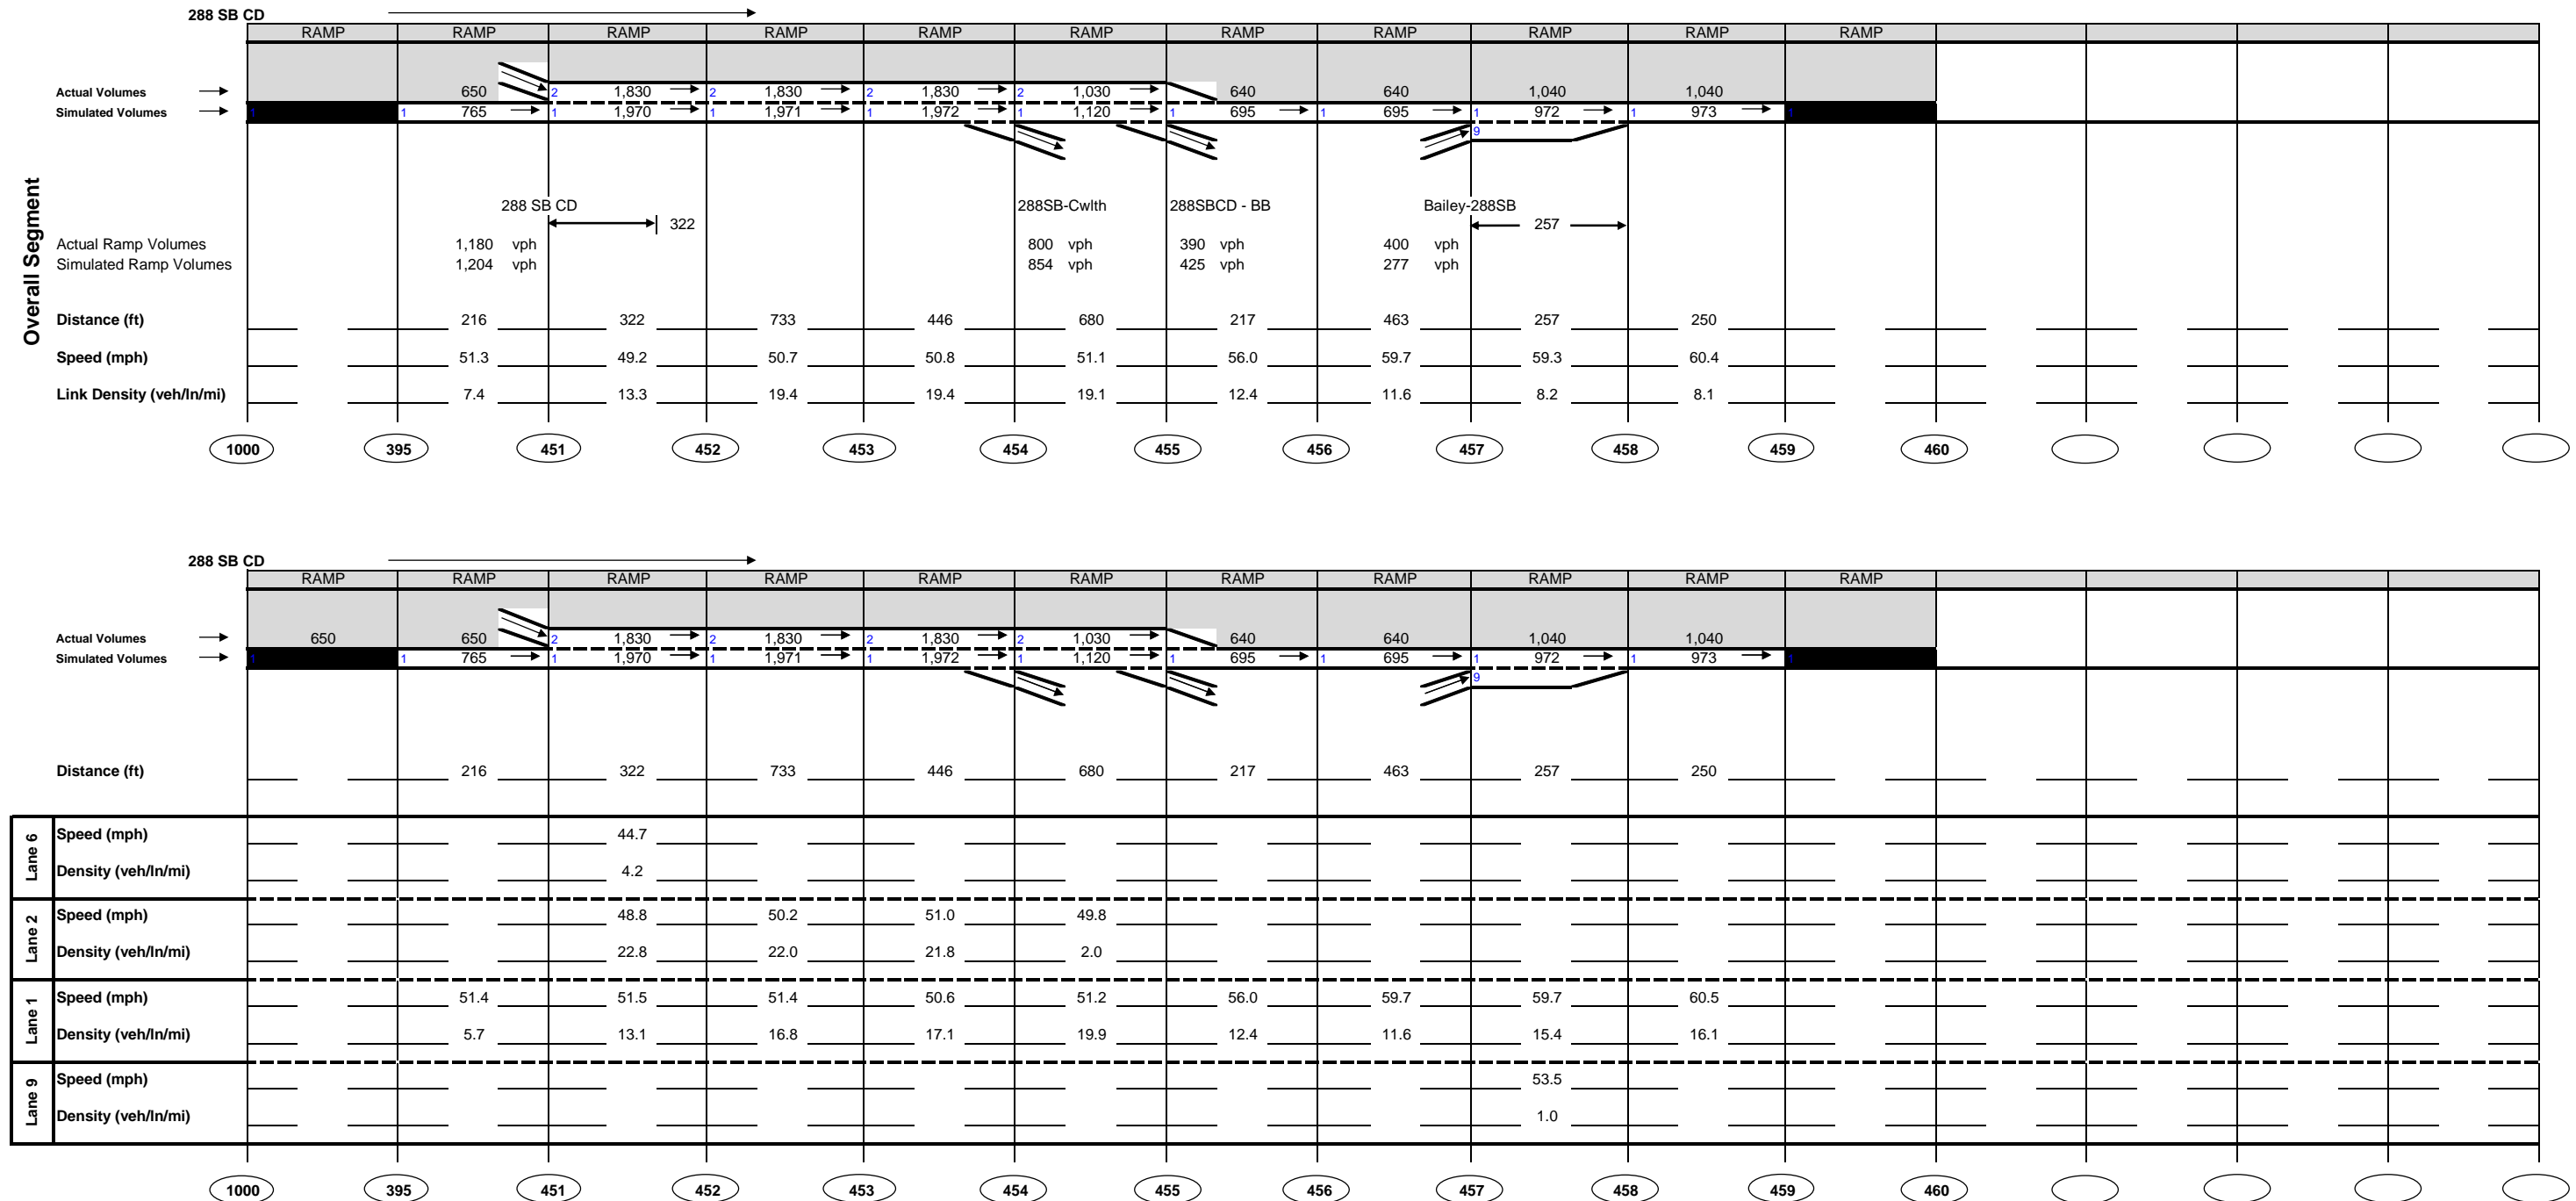 288 SB CD
RAMP RAMP RAMP RAMP RAMP RAMP RAMP RAMP RAMP RAMP RAMP
Actual Volumes 650 2 1,830 2 1,830 2 1,830 2 1,030 640 640 1,040 1,040
Simulated Volumes 1 1 765 1 1,970 1 1,971 1 1,972 1 1,120 1 695 1 695 1 972 1 973 1
9
288 SB CD 288SB-Cwlth 288SBCD - BB Bailey-288SB
322 257
Actual Ramp Volumes 1,180 vph 800 vph 390 vph 400 vph
Simulated Ramp Volumes 1,204 vph 854 vph 425 vph 277 vph
Overall Segment
Distance (ft) 216 322 733 446 680 217 463 257 250
Speed (mph) 51.3 49.2 50.7 50.8 51.1 56.0 59.7 59.3 60.4
Link Density (veh/ln/mi) 7.4 13.3 19.4 19.4 19.1 12.4 11.6 8.2 8.1
1000 395 451 452 453 454 455 456 457 458 459 460
288 SB CD
RAMP RAMP RAMP RAMP RAMP RAMP RAMP RAMP RAMP RAMP RAMP
Actual Volumes 650 650 2 1,830 2 1,830 2 1,830 2 1,030 640 640 1,040 1,040
Simulated Volumes 1 1 765 1 1,970 1 1,971 1 1,972 1 1,120 1 695 1 695 1 972 1 973 1
9
Distance (ft) 216 322 733 446 680 217 463 257 250
Lane 6
Speed (mph) 44.7
Density (veh/ln/mi) 4.2
Lane 2
Speed (mph) 48.8 50.2 51.0 49.8
Density (veh/ln/mi) 22.8 22.0 21.8 2.0
Lane 1
Speed (mph) 51.4 51.5 51.4 50.6 51.2 56.0 59.7 59.7 60.5
Density (veh/ln/mi) 5.7 13.1 16.8 17.1 19.9 12.4 11.6 15.4 16.1
Lane 9
Speed (mph) 53.5
Density (veh/ln/mi) 1.0
1000 395 451 452 453 454 455 456 457 458 459 460